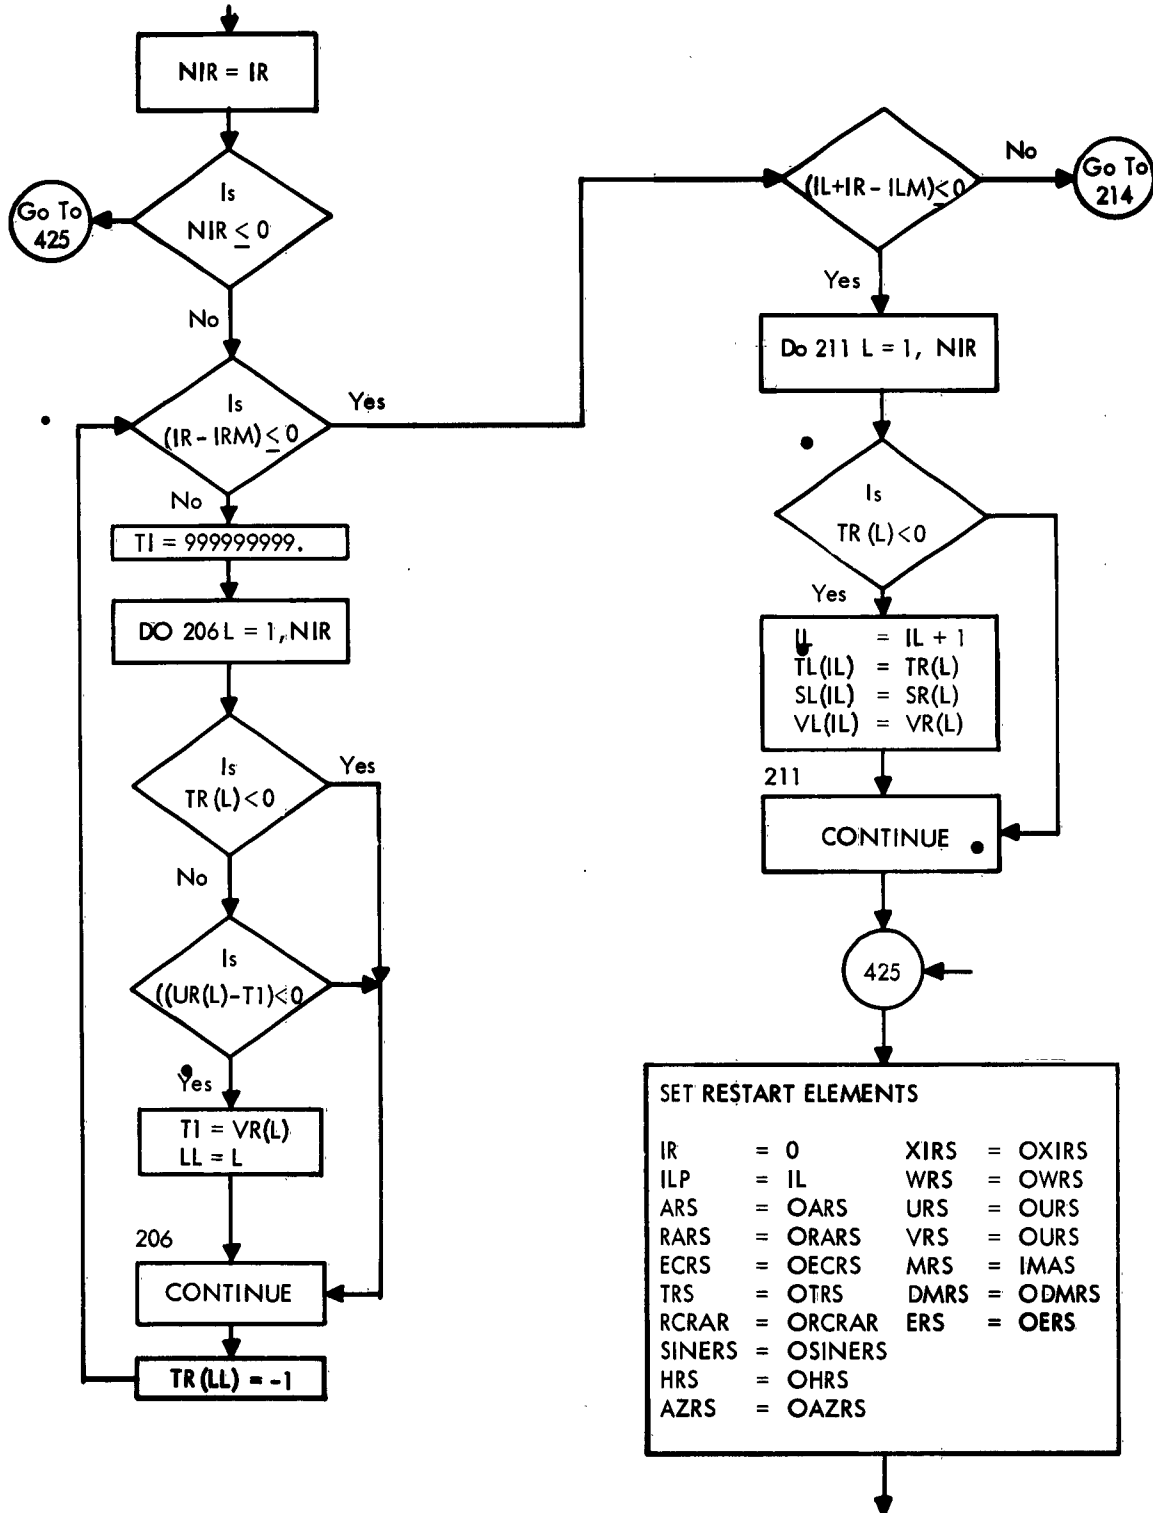 NIR = IR
Is
NIR ≤ 0
Go To
425
No
Is
(IR - IRM) ≤ 0
Yes
No
T1 = 999999999.
DO 206 L = 1, NIR
Is
TR (L) < 0
Yes
No
Is
((UR(L) - T1) < 0
Yes
T1 = VR(L)
LL = L
206
CONTINUE
TR (LL) = -1
(IL+IR - ILM) ≤ 0
No
Go To
214
Yes
Do 211 L = 1, NIR
Is
TR (L) < 0
Yes
IL = IL + 1
TL(IL) = TR(L)
SL(IL) = SR(L)
VL(IL) = VR(L)
211
CONTINUE
425
SET RESTART ELEMENTS
IR = 0 XIRS = OXIRS
ILP = IL WRS = OWRS
ARS = OARS URS = OURS
RARS = ORARS VRS = OURS
ECRS = OECRS MRS = IMAS
TRS = OTRS DMRS = ODMRS
RCRAR = ORCRAR ERS = OERS
SINERS = OSINERS
HRS = OHRS
AZRS = OAZRS